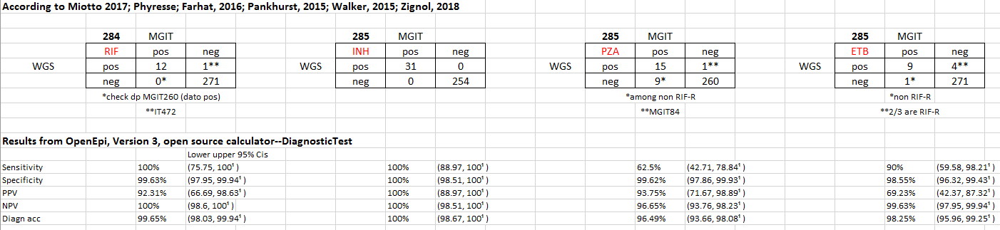 According to Miotto 2017; Phyresse; Farhat, 2016; Pankhurst, 2015; Walker, 2015; Zignol, 2018
284 MGIT 285 MGIT 285 MGIT 285 MGIT
RIF pos neg INH pos neg PZA pos neg ETB pos neg
WGS pos 12 1** WGS pos 31 0 WGS pos 15 1** WGS pos 9 4**
neg 0* 271 neg 0 254 neg 9* 260 neg 1* 271
*check dp MGIT260 (dato pos) *among non RIF-R *non RIF-R
**IT472 **MGIT84 **2/3 are RIF-R
Results from OpenEpi, Version 3, open source calculator--DiagnosticTest
Lower upper 95% Cis
Sensitivity 100% (75.75, 100¹ ) 100% (88.97, 100¹ ) 62.5% (42.71, 78.84¹ ) 90% (59.58, 98.21¹ )
Specificity 99.63% (97.95, 99.94¹ ) 100% (98.51, 100¹ ) 99.62% (97.86, 99.93¹ ) 98.55% (96.32, 99.43¹ )
PPV 92.31% (66.69, 98.63¹ ) 100% (88.97, 100¹ ) 93.75% (71.67, 98.89¹ ) 69.23% (42.37, 87.32¹ )
NPV 100% (98.6, 100¹ ) 100% (98.51, 100¹ ) 96.65% (93.76, 98.23¹ ) 99.63% (97.95, 99.94¹ )
Diagn acc 99.65% (98.03, 99.94¹ ) 100% (98.67, 100¹ ) 96.49% (93.66, 98.08¹ ) 98.25% (95.96, 99.25¹ )